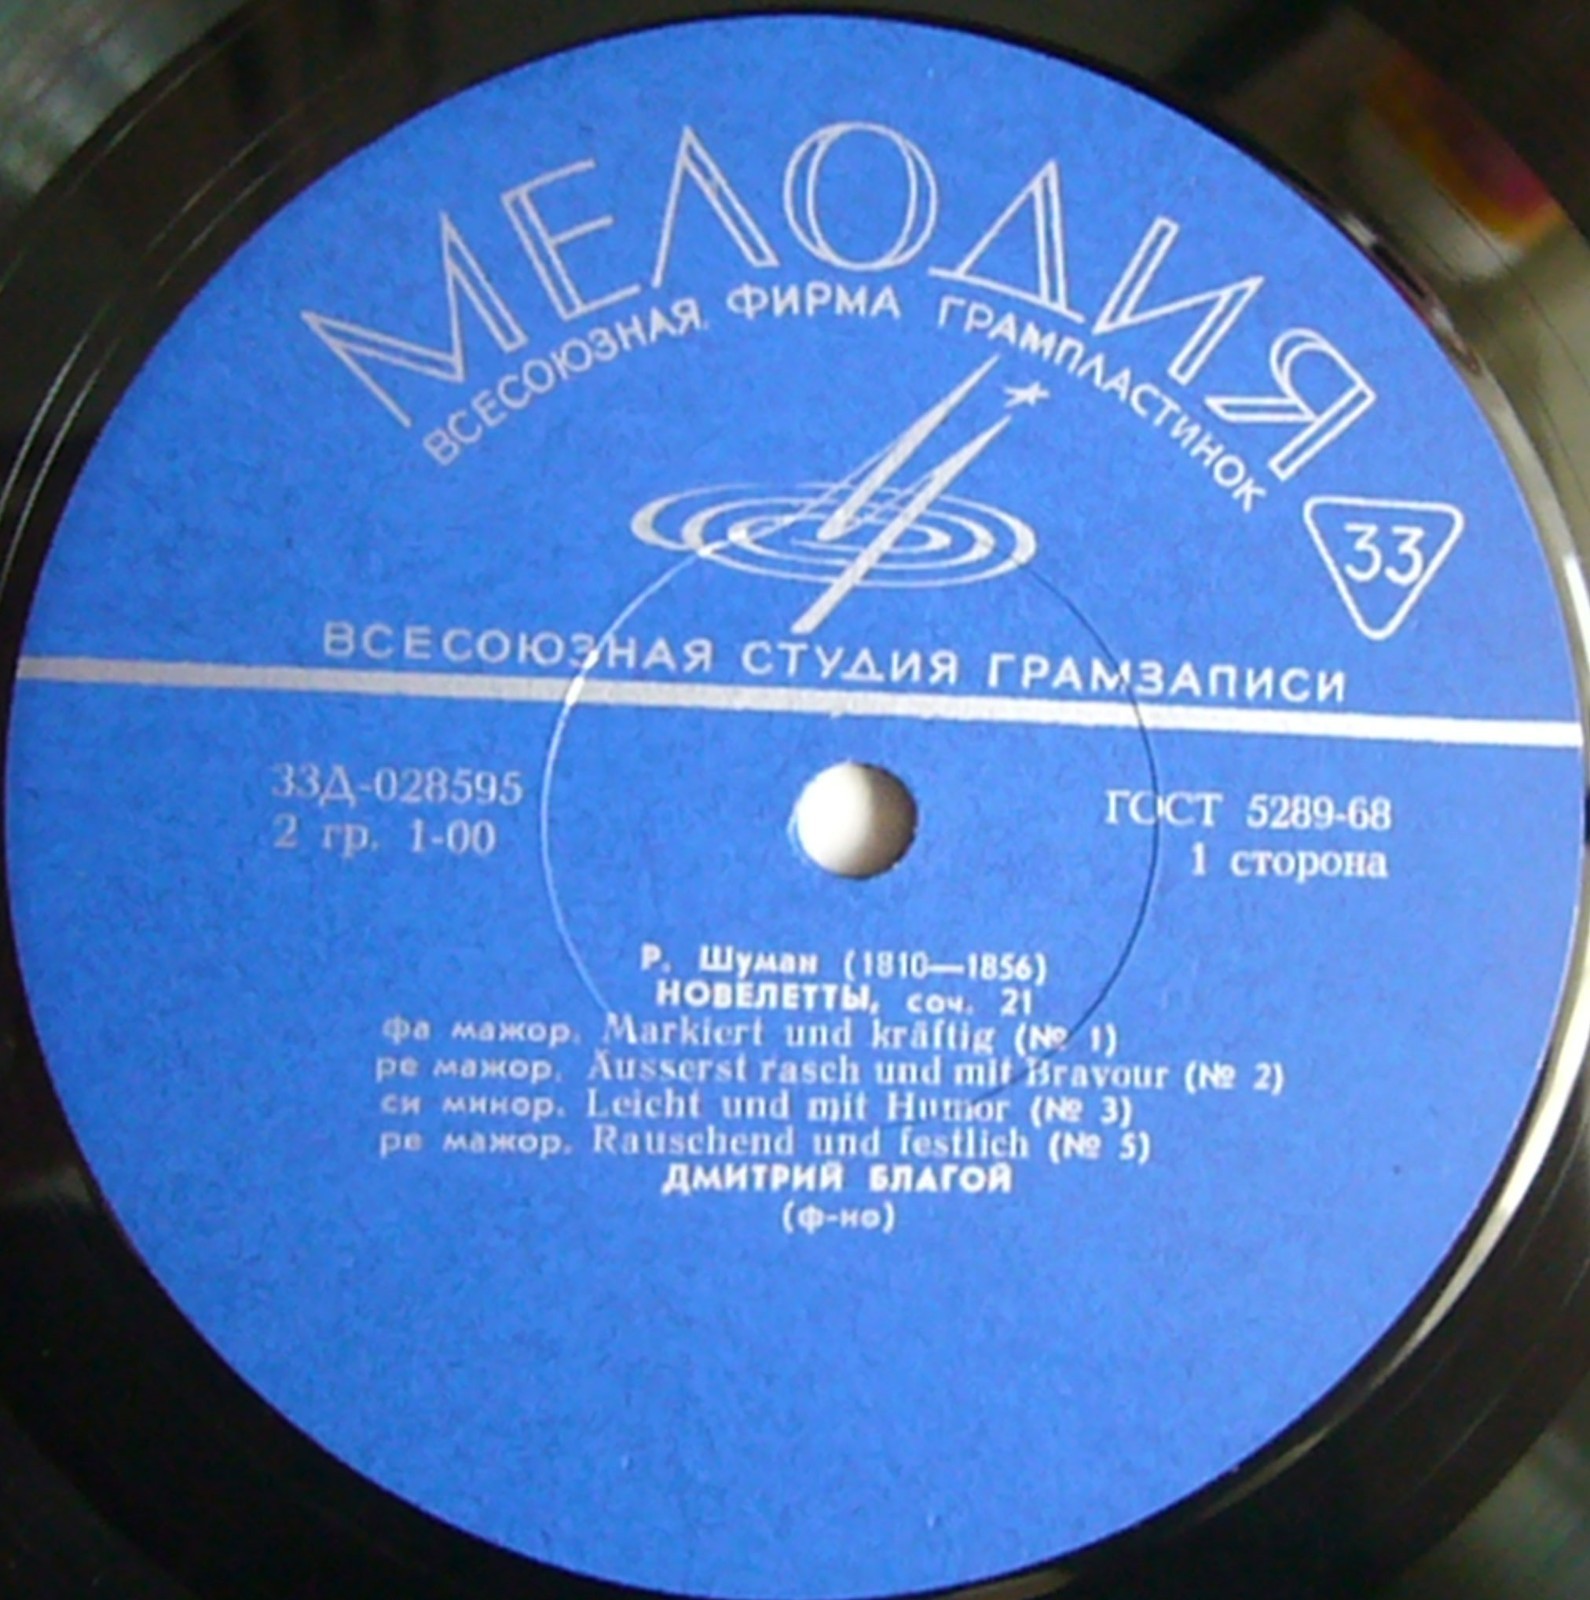 МЕЛОДИЯ
ВСЕСОЮЗНАЯ ФИРМА ГРАМПЛАСТИНОК
33
ВСЕСОЮЗНАЯ СТУДИЯ ГРАМЗАПИСИ
33Д-028595
2 гр. 1-00
ГОСТ 5289-68
1 сторона
Р. Шуман (1810—1856)
НОВЕЛЕТТЫ, соч. 21
фа мажор. Markiert und kräftig (№ 1)
ре мажор. Äusserst rasch und mit Bravour (№ 2)
си минор. Leicht und mit Humor (№ 3)
ре мажор. Rauschend und festlich (№ 5)
ДМИТРИЙ БЛАГОЙ
(ф-но)